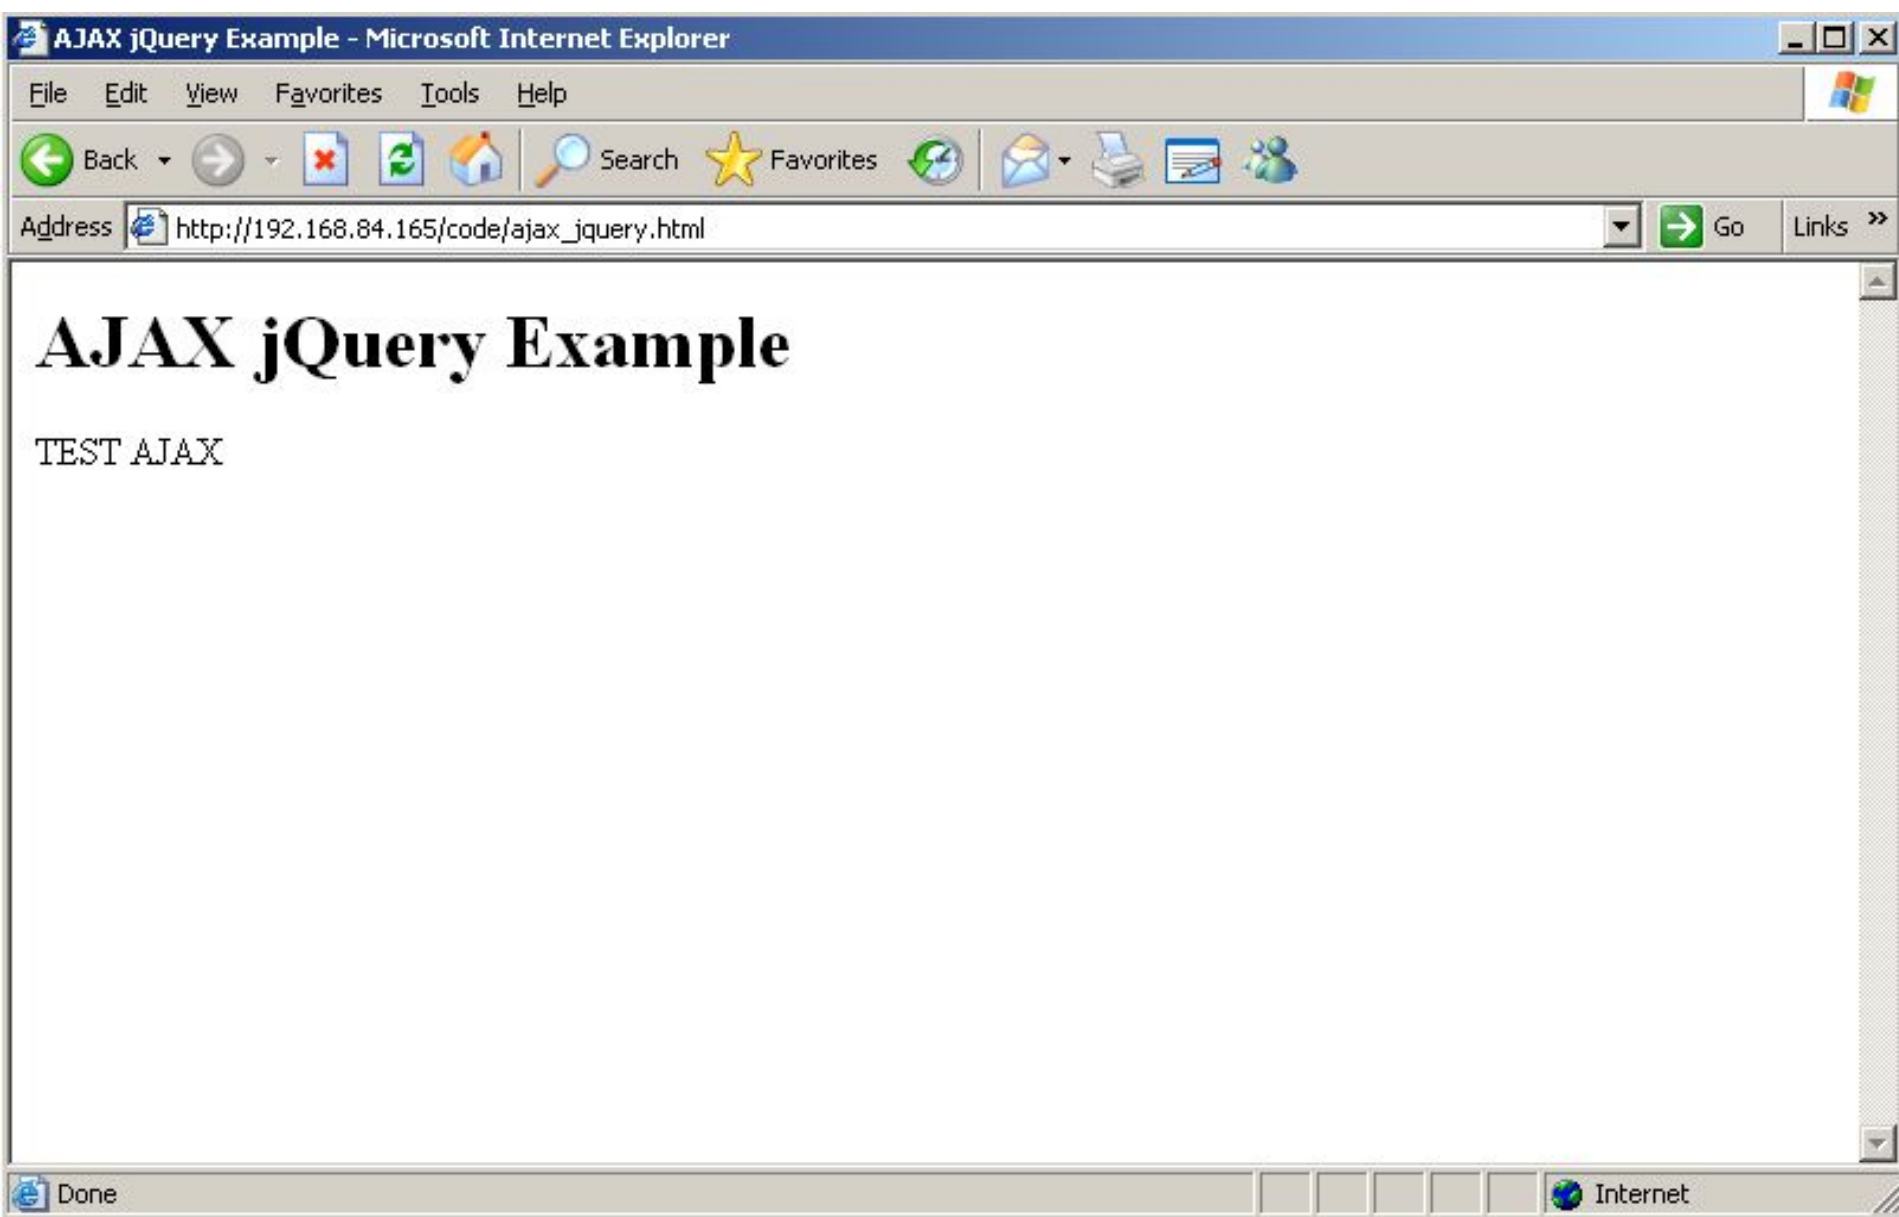 AJAX jQuery Example - Microsoft Internet Explorer
File Edit View Favorites Tools Help
Back Search Favorites
Address http://192.168.84.165/code/ajax_jquery.html Go Links »
AJAX jQuery Example
TEST AJAX
Done Internet